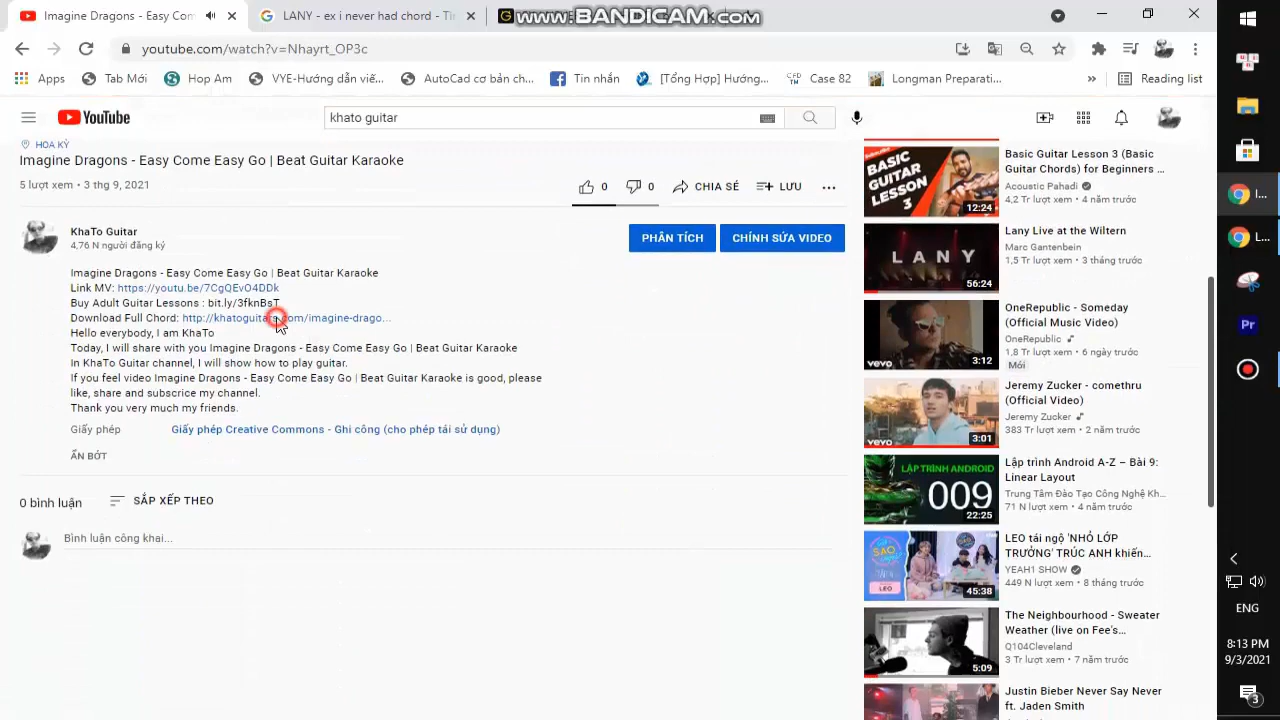 Imagine Dragons - Easy Com
LANY - ex i never had chord - T
WWW.BANDICAM.COM
youtube.com/watch?v=Nhayrt_OP3c
Apps
Tab Mới
Hop Am
VYE-Hướng dẫn viế...
AutoCad cơ bản ch...
Tin nhắn
[Tổng Hợp] Hướng...
Case 82
Longman Preparati...
»
Reading list
YouTube
khato guitar
HOA KỲ
Imagine Dragons - Easy Come Easy Go | Beat Guitar Karaoke
5 lượt xem • 3 thg 9, 2021
0
0
CHIA SẺ
LƯU
KhaTo Guitar
4,76 N người đăng ký
PHÂN TÍCH
CHỈNH SỬA VIDEO
Imagine Dragons - Easy Come Easy Go | Beat Guitar Karaoke
Link MV: https://youtu.be/7CgQEvO4DDk
Buy Adult Guitar Lessons : bit.ly/3fknBsT
Download Full Chord: http://khatoguitars.com/imagine-drago...
Hello everybody, I am KhaTo
Today, I will share with you Imagine Dragons - Easy Come Easy Go | Beat Guitar Karaoke
In KhaTo Guitar channel, I will show how to play guitar.
If you feel video Imagine Dragons - Easy Come Easy Go | Beat Guitar Karaoke is good, please
like, share and subscrice my channel.
Thank you very much my friends.
Giấy phép
Giấy phép Creative Commons - Ghi công (cho phép tái sử dụng)
ẨN BỚT
0 bình luận
SẮP XẾP THEO
Bình luận công khai...
BASIC
GUITAR
LESSON
3
12:24
Basic Guitar Lesson 3 (Basic
Guitar Chords) for Beginners ...
Acoustic Pahadi
4,2 Tr lượt xem • 4 năm trước
LANY
56:24
Lany Live at the Wiltern
Marc Gantenbein
1,5 Tr lượt xem • 3 tháng trước
vevo
3:12
OneRepublic - Someday
(Official Music Video)
OneRepublic
1,8 Tr lượt xem • 6 ngày trước
Mới
vevo
3:01
Jeremy Zucker - comethru
(Official Video)
Jeremy Zucker
383 Tr lượt xem • 2 năm trước
LẬP TRÌNH ANDROID
009
22:25
Lập trình Android A-Z – Bài 9:
Linear Layout
Trung Tâm Đào Tạo Công Nghệ Kh...
71 N lượt xem • 4 năm trước
SAO
LEO
45:38
LEO tái ngộ 'NHỎ LỚP
TRƯỞNG' TRÚC ANH khiến...
YEAH1 SHOW
449 N lượt xem • 8 tháng trước
5:09
The Neighbourhood - Sweater
Weather (live on Fee's...
Q104Cleveland
3 Tr lượt xem • 7 năm trước
Justin Bieber Never Say Never
ft. Jaden Smith
I...
L...
Pr
ENG
8:13 PM
9/3/2021
3